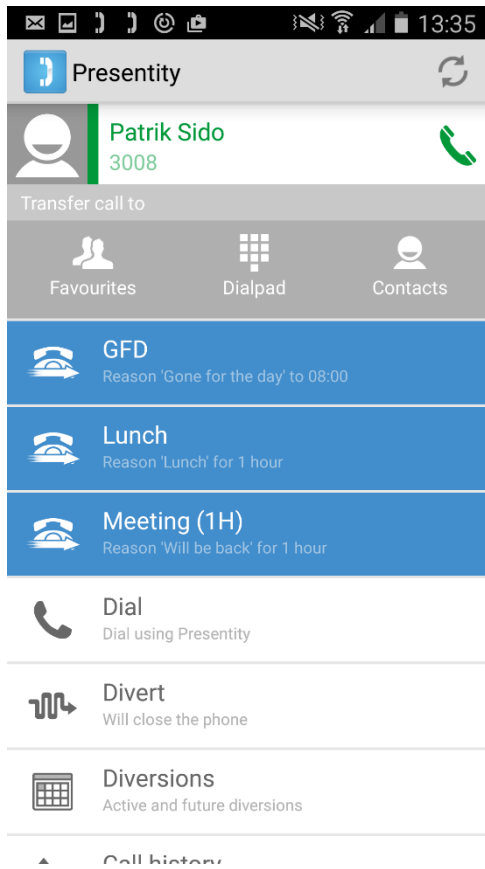 13:35
Presentity
Patrik Sido
3008
Transfer call to
Favourites
Dialpad
Contacts
GFD
Reason 'Gone for the day' to 08:00
Lunch
Reason 'Lunch' for 1 hour
Meeting (1H)
Reason 'Will be back' for 1 hour
Dial
Dial using Presentity
Divert
Will close the phone
Diversions
Active and future diversions
Call history